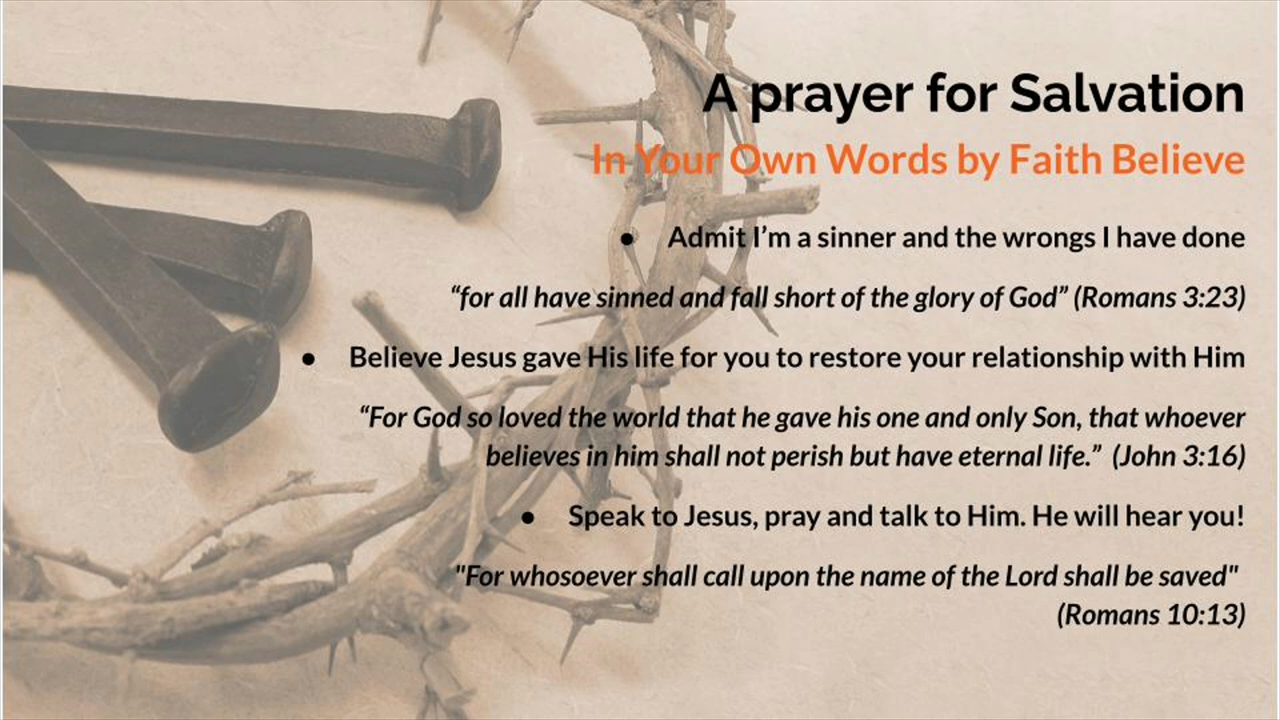 A prayer for Salvation
In Your Own Words by Faith Believe
● Admit I’m a sinner and the wrongs I have done
“for all have sinned and fall short of the glory of God” (Romans 3:23)
● Believe Jesus gave His life for you to restore your relationship with Him
“For God so loved the world that he gave his one and only Son, that whoever
believes in him shall not perish but have eternal life.” (John 3:16)
● Speak to Jesus, pray and talk to Him. He will hear you!
"For whosoever shall call upon the name of the Lord shall be saved"
(Romans 10:13)